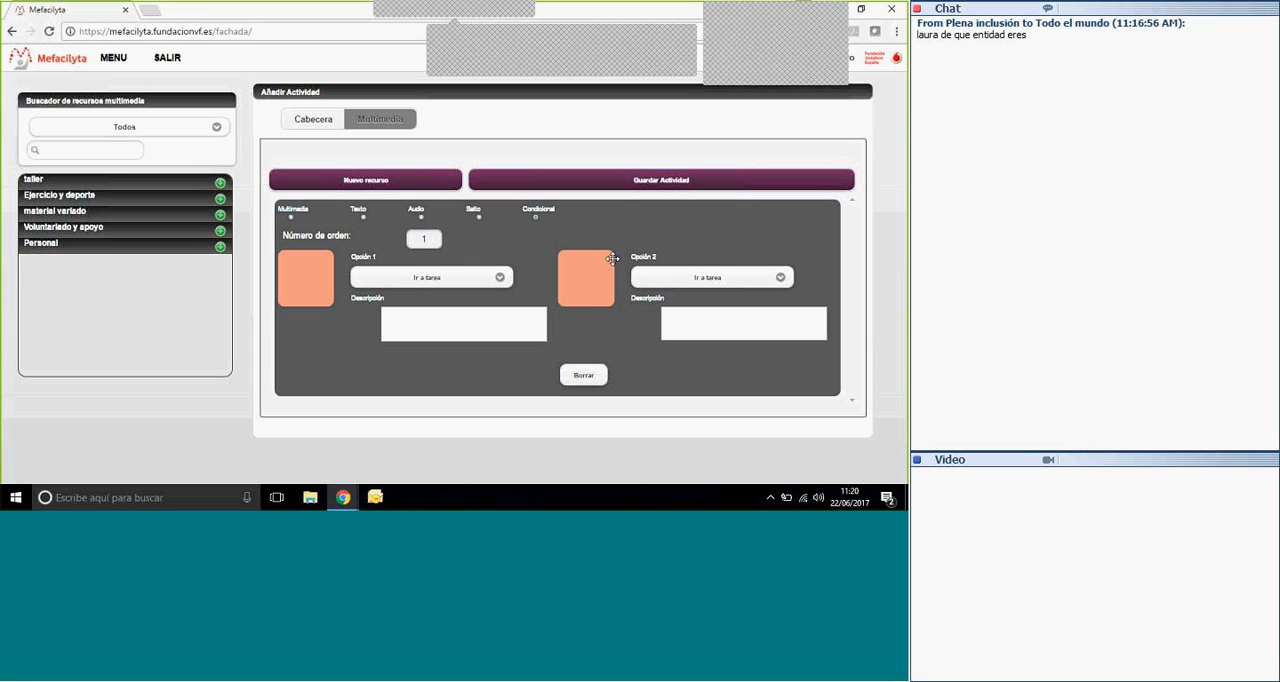 Mefacilyta
https://mefacilyta.fundacionvf.es/fachada/
Mefacilyta MENU SALIR
Fundación
Vodafone
España
Buscador de recursos multimedia
Todos
taller
Ejercicio y deporte
material variado
Voluntariado y apoyo
Personal
Añadir Actividad
Cabecera Multimedia
Nuevo recurso Guardar Actividad
Multimedia Texto Audio Salto Condicional
Número de orden: 1
Opción 1 Opción 2
Ir a tarea Ir a tarea
Descripción Descripción
Borrar
Escribe aquí para buscar
11:20
22/06/2017
2
Chat
From Plena inclusión to Todo el mundo (11:16:56 AM):
laura de que entidad eres
Video